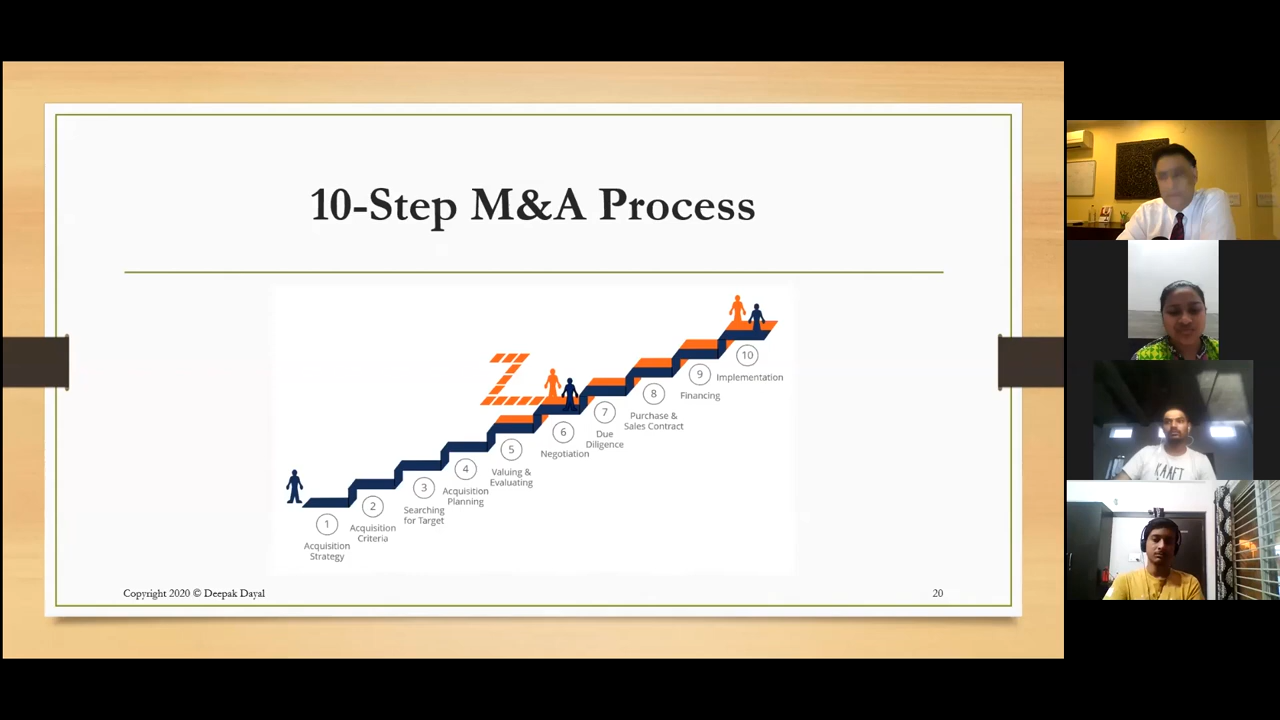 10-Step M&A Process
1
Acquisition
Strategy
2
Acquisition
Criteria
3
Searching
for Target
4
Acquisition
Planning
5
Valuing &
Evaluating
6
Negotiation
7
Due
Diligence
8
Purchase &
Sales Contract
9
Financing
10
Implementation
Copyright 2020 © Deepak Dayal
20
KAAFT